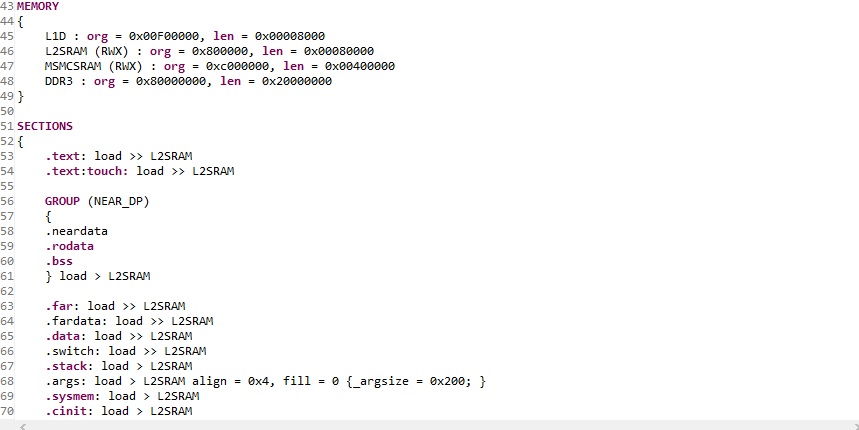 43 MEMORY
44 {
45     L1D : org = 0x00F00000, len = 0x00008000
46     L2SRAM (RWX) : org = 0x800000, len = 0x00080000
47     MSMCSRAM (RWX) : org = 0xc000000, len = 0x00400000
48     DDR3 : org = 0x80000000, len = 0x20000000
49 }
50
51 SECTIONS
52 {
53     .text: load >> L2SRAM
54     .text:touch: load >> L2SRAM
55
56     GROUP (NEAR_DP)
57     {
58     .neardata
59     .rodata
60     .bss
61     } load > L2SRAM
62
63     .far: load >> L2SRAM
64     .fardata: load >> L2SRAM
65     .data: load >> L2SRAM
66     .switch: load >> L2SRAM
67     .stack: load > L2SRAM
68     .args: load > L2SRAM align = 0x4, fill = 0 {_argsize = 0x200; }
69     .sysmem: load > L2SRAM
70     .cinit: load > L2SRAM